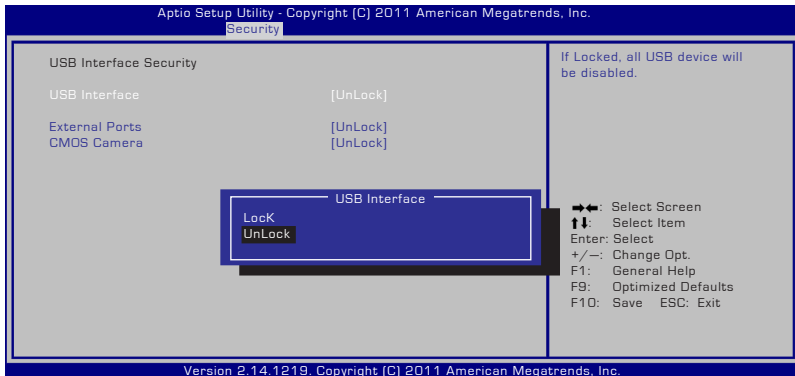 Aptio Setup Utility - Copyright (C) 2011 American Megatrends, Inc.
Security
USB Interface Security
USB Interface [UnLock]
External Ports [UnLock]
CMOS Camera [UnLock]
USB Interface
LocK
UnLock
If Locked, all USB device will
be disabled.
→←: Select Screen
↑↓: Select Item
Enter: Select
+/—: Change Opt.
F1: General Help
F9: Optimized Defaults
F10: Save ESC: Exit
Version 2.14.1219. Copyright (C) 2011 American Megatrends, Inc.